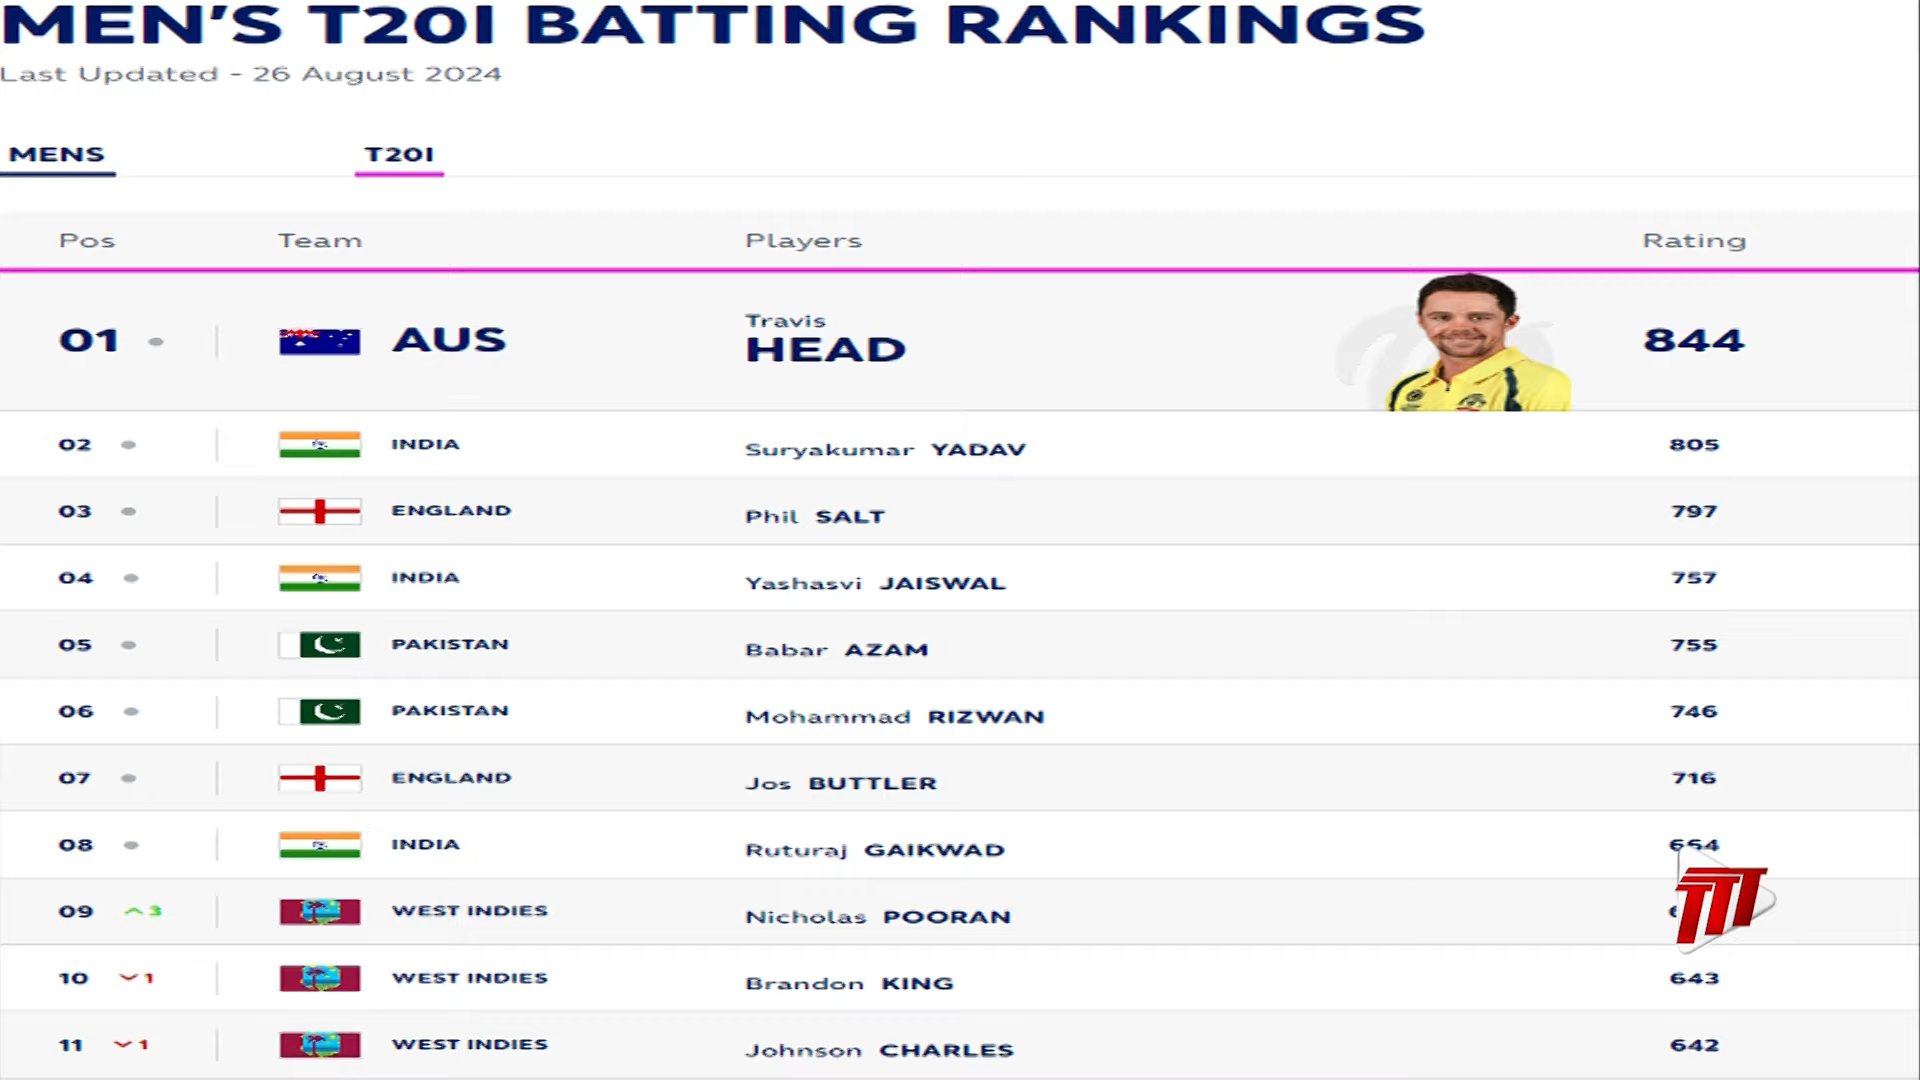 MEN'S T20I BATTING RANKINGS
Last Updated - 26 August 2024
MENS T20I
Pos Team Players Rating
01 AUS Travis HEAD 844
02 INDIA Suryakumar YADAV 805
03 ENGLAND Phil SALT 797
04 INDIA Yashasvi JAISWAL 757
05 PAKISTAN Babar AZAM 755
06 PAKISTAN Mohammad RIZWAN 746
07 ENGLAND Jos BUTTLER 716
08 INDIA Ruturaj GAIKWAD 664
09 3 WEST INDIES Nicholas POORAN
10 1 WEST INDIES Brandon KING 643
11 1 WEST INDIES Johnson CHARLES 642
TTT